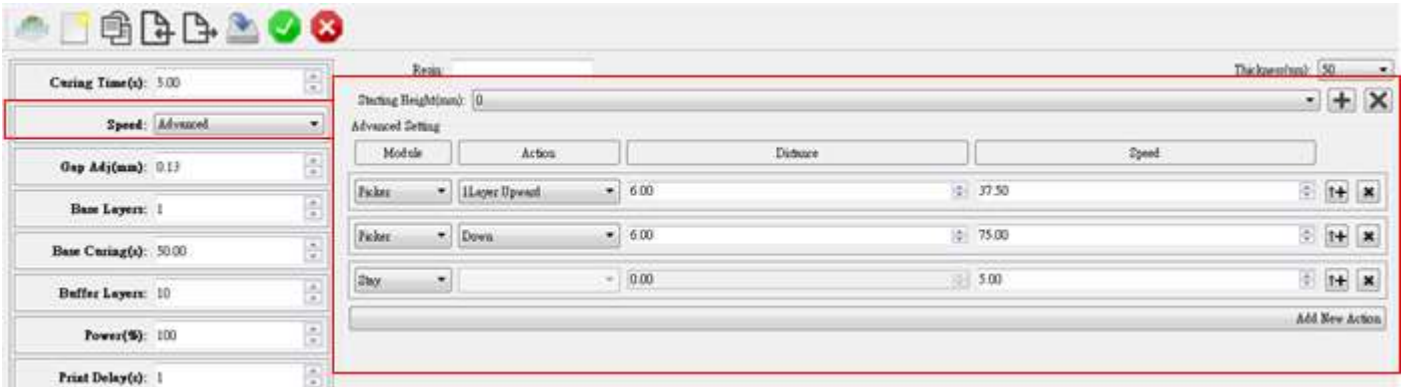 Curing Time(s): 5.00
Speed: Advanced
Gap Adj(mm): 0.13
Base Layers: 1
Base Curing(s): 50.00
Buffer Layers: 10
Power(%): 100
Print Delay(s): 1
Resin:
Thickness(um): 50
Starting Height(mm): 0
Advanced Setting
Module Action Distance Speed
Picker 1Layer Upward 6.00 37.50
Picker Down 6.00 75.00
Stay 0.00 5.00
Add New Action